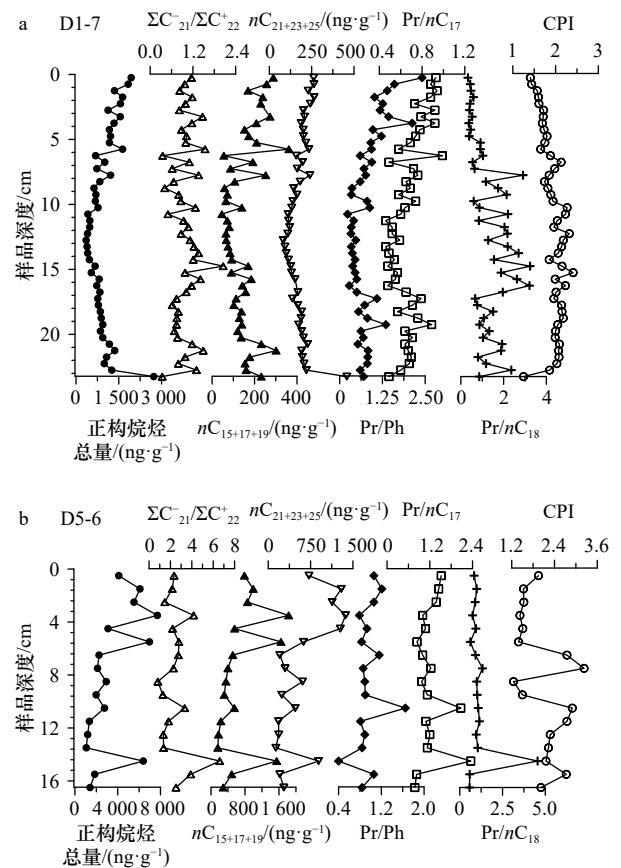 a D1-7
ΣC⁻₂₁/ΣC⁺₂₂ nC₂₁₊₂₃₊₂₅/(ng·g⁻¹) Pr/nC₁₇ CPI
0.0 1.2 2.4 0 250 500 0 0.4 0.8 1.2 1 2 3
0
5
10
15
20
样品深度/cm
0 1 500 3 000 0 200 400 0 1.25 2.50 0 2 4
正构烷烃 nC₁₅₊₁₇₊₁₉/(ng·g⁻¹) Pr/Ph Pr/nC₁₈
总量/(ng·g⁻¹)
b D5-6
ΣC⁻₂₁/ΣC⁺₂₂ nC₂₁₊₂₃₊₂₅/(ng·g⁻¹) Pr/nC₁₇ CPI
0 2 4 6 8 0 750 1 500 0 1.2 2.4 1.2 2.4 3.6
0
4
8
12
16
样品深度/cm
0 4 000 8 000 0 800 1 600 0.4 1.2 2.0 0 2.4 4.8
正构烷烃 nC₁₅₊₁₇₊₁₉/(ng·g⁻¹) Pr/Ph Pr/nC₁₈
总量/(ng·g⁻¹)